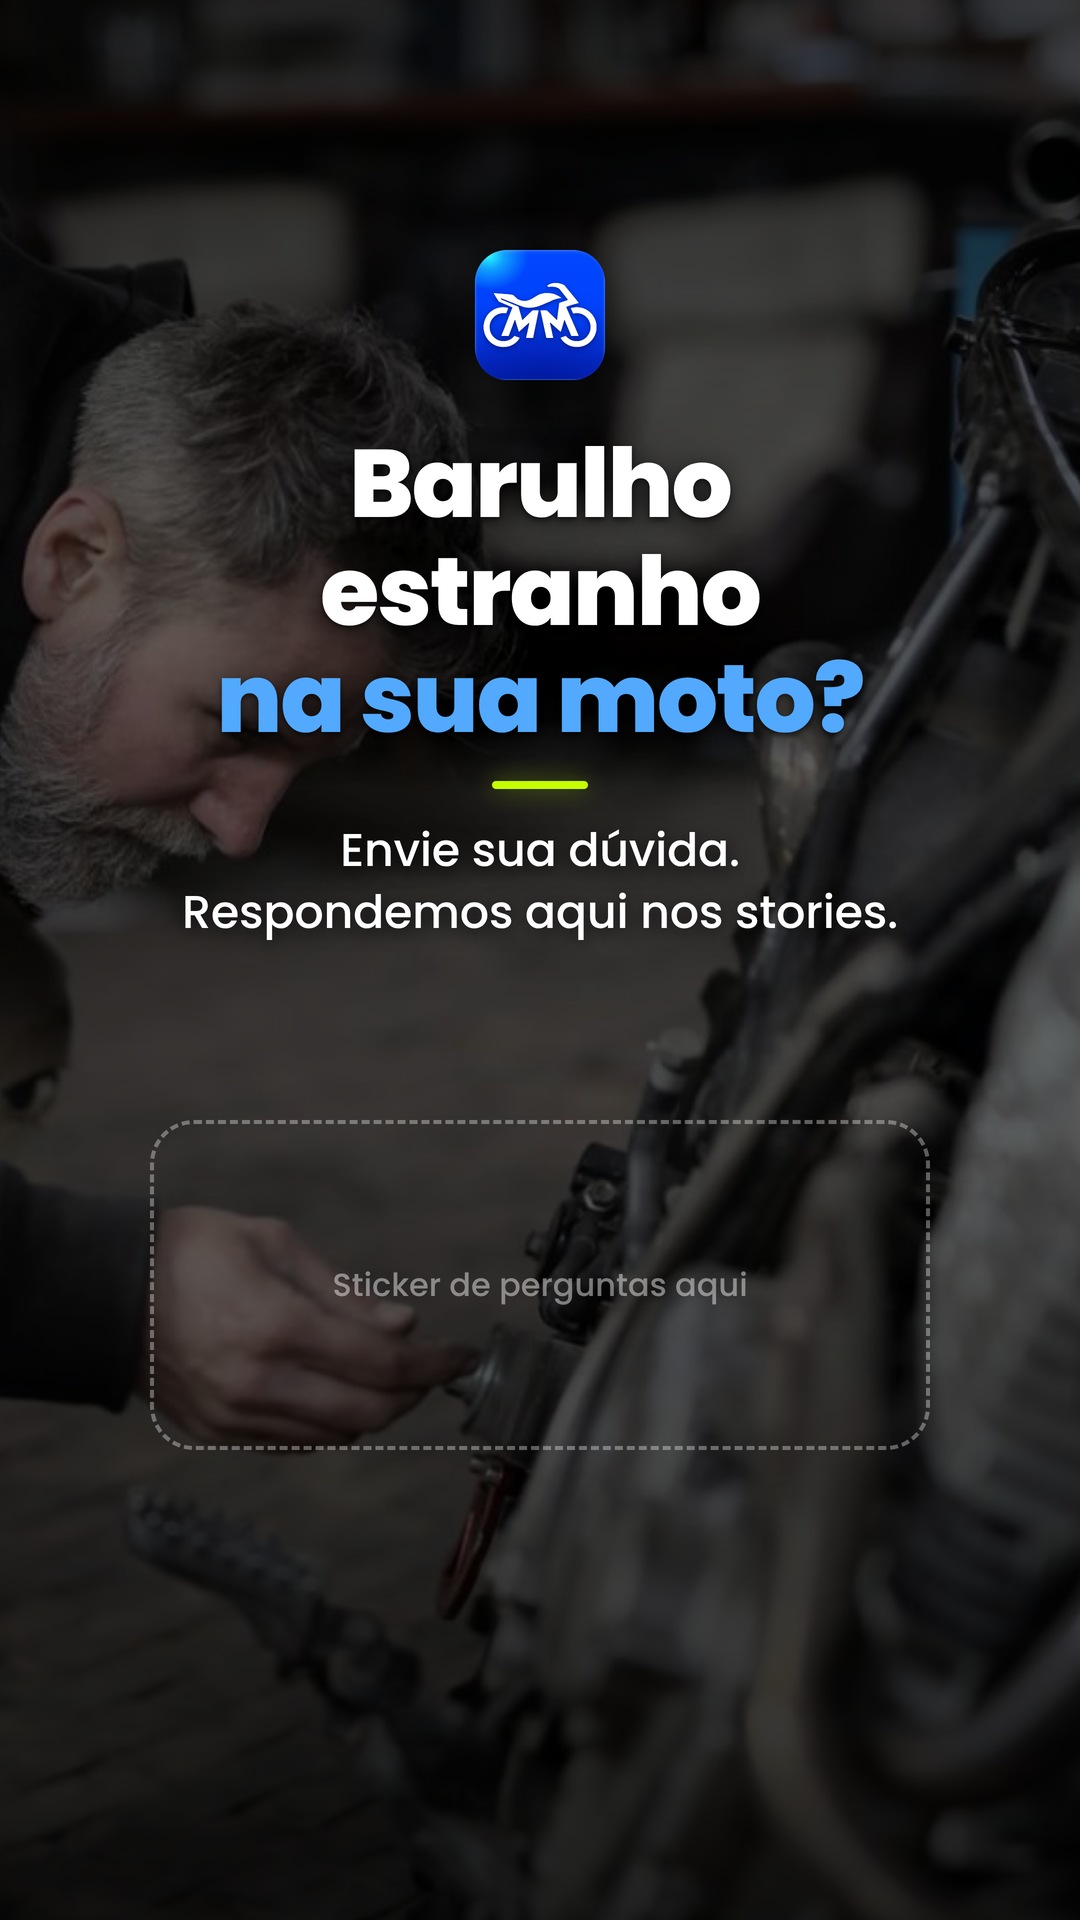 MM
Barulho
estranho
na sua moto?
Envie sua dúvida.
Respondemos aqui nos stories.
Sticker de perguntas aqui